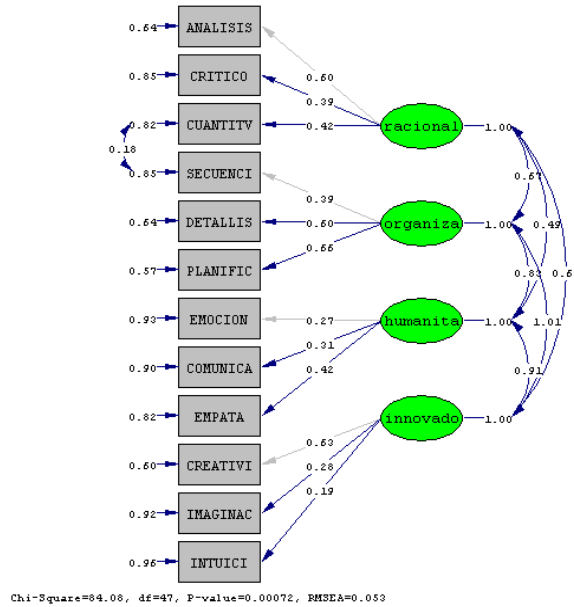 0.64 ANALISIS
0.60
0.85 CRITICO
0.39
0.82 CUANTITV 0.42 racional 1.00
0.18
0.67
0.85 SECUENCI
0.39
0.49
0.64 DETALLIS 0.60 organiza 1.00
0.66
0.57 PLANIFIC
0.83
0.93 EMOCION 0.27 humanita 1.00 1.01
0.31
0.90 COMUNICA
0.42
0.91
0.82 EMPATA innovado 1.00
0.63
0.60 CREATIVI
0.28
0.19
0.92 IMAGINAC
0.96 INTUICI
Chi-Square=84.08, df=47, P-value=0.00072, RMSEA=0.053